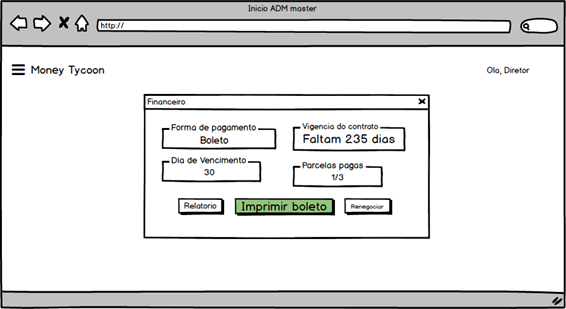 Inicio ADM master
http://
Money Tycoon
Ola, Diretor
Financeiro
Forma de pagamento
Boleto
Vigencia do contrato
Faltam 235 dias
Dia de Vencimento
30
Parcelas pagas
1/3
Relatorio
Imprimir boleto
Renegociar